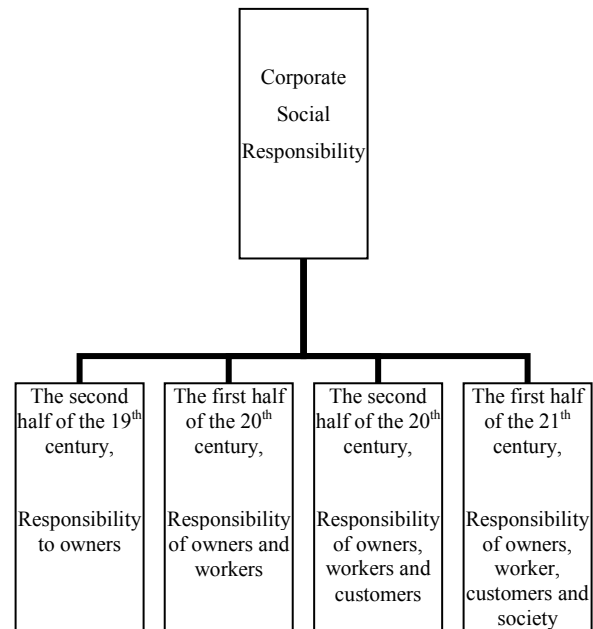 Corporate
Social
Responsibility
The second
half of the 19th
century,
Responsibility
to owners
The first half
of the 20th
century,
Responsibility
of owners and
workers
The second
half of the 20th
century,
Responsibility
of owners,
workers and
customers
The first half
of the 21th
century,
Responsibility
of owners,
worker,
customers and
society